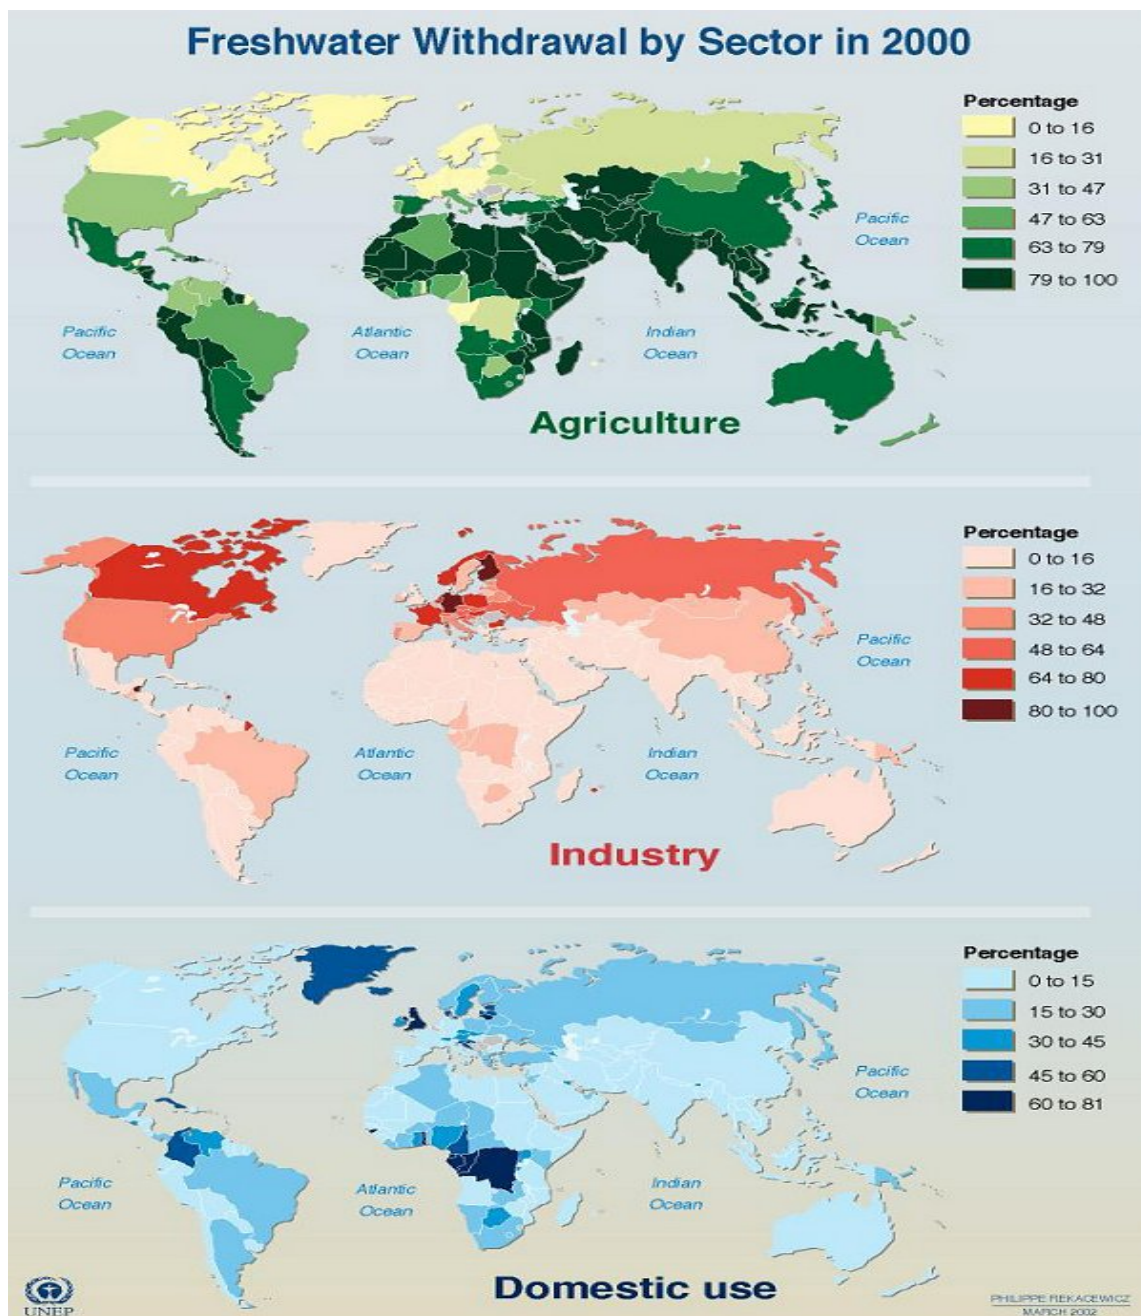 Freshwater Withdrawal by Sector in 2000
Percentage
0 to 16
16 to 31
31 to 47
47 to 63
63 to 79
79 to 100
Pacific
Ocean
Pacific
Ocean
Atlantic
Ocean
Indian
Ocean
Agriculture
Percentage
0 to 16
16 to 32
32 to 48
48 to 64
64 to 80
80 to 100
Pacific
Ocean
Pacific
Ocean
Atlantic
Ocean
Indian
Ocean
Industry
Percentage
0 to 15
15 to 30
30 to 45
45 to 60
60 to 81
Pacific
Ocean
Pacific
Ocean
Atlantic
Ocean
Indian
Ocean
Domestic use
UNEP
PHILIPPE REKACEWICZ
MARCH 2002